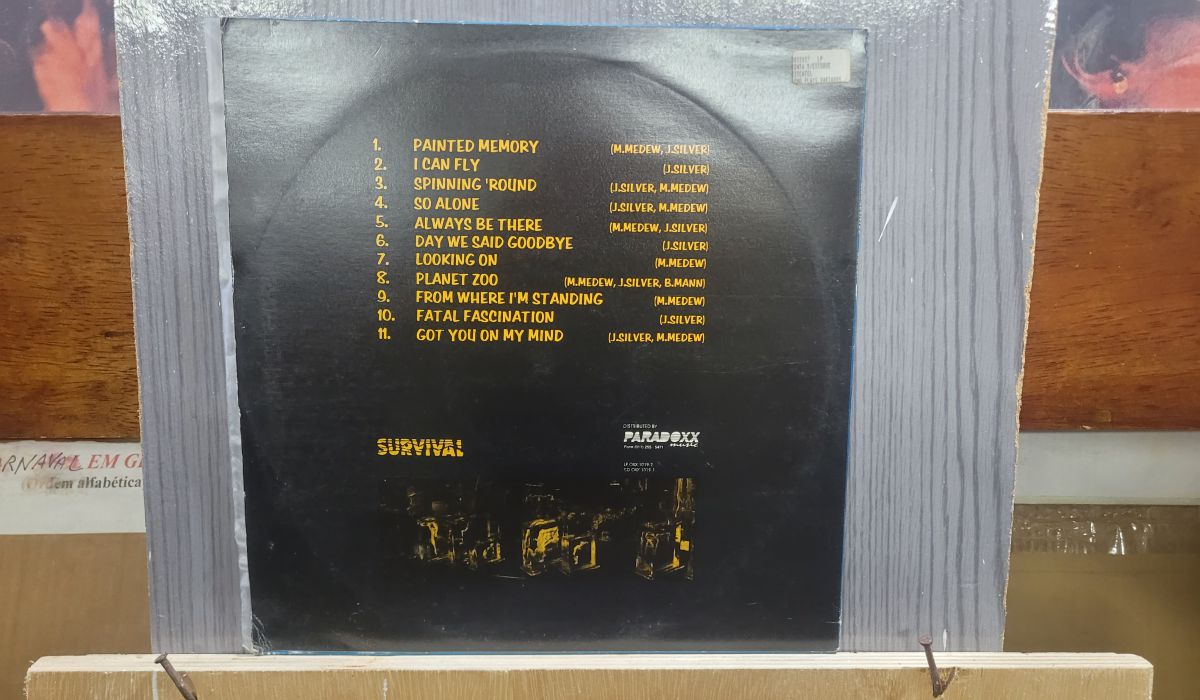 1. PAINTED MEMORY (M.MEDEW, J.SILVER)
2. I CAN FLY (J.SILVER)
3. SPINNING 'ROUND (J.SILVER, M.MEDEW)
4. SO ALONE (J.SILVER, M.MEDEW)
5. ALWAYS BE THERE (M.MEDEW, J.SILVER)
6. DAY WE SAID GOODBYE (J.SILVER)
7. LOOKING ON (M.MEDEW)
8. PLANET ZOO (M.MEDEW, J.SILVER, B.MANN)
9. FROM WHERE I'M STANDING (M.MEDEW)
10. FATAL FASCINATION (J.SILVER)
11. GOT YOU ON MY MIND (J.SILVER, M.MEDEW)
DISTRIBUTED BY
PARADOXX
music
SURVIVAL
RNAVAL EM G
(Ordem alfabética